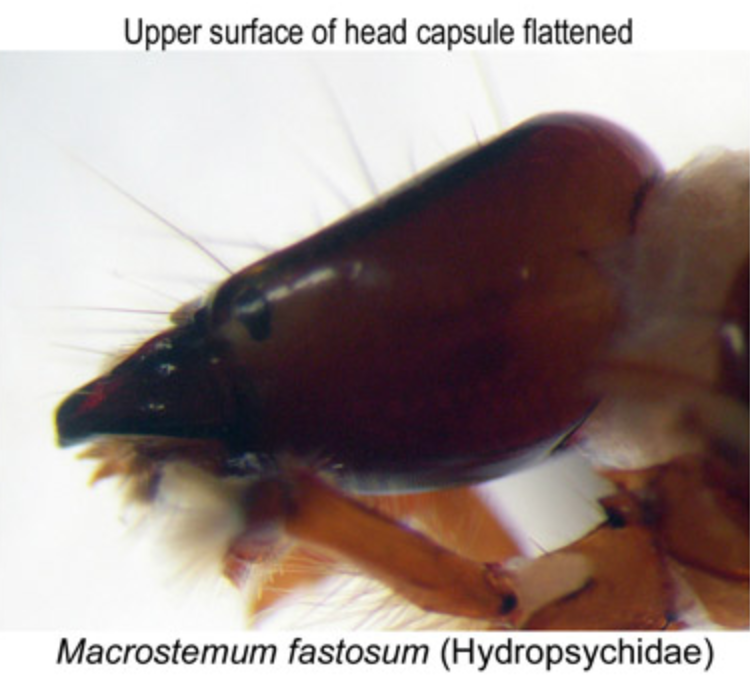 Upper surface of head capsule flattened
Macrostemum fastosum (Hydropsychidae)